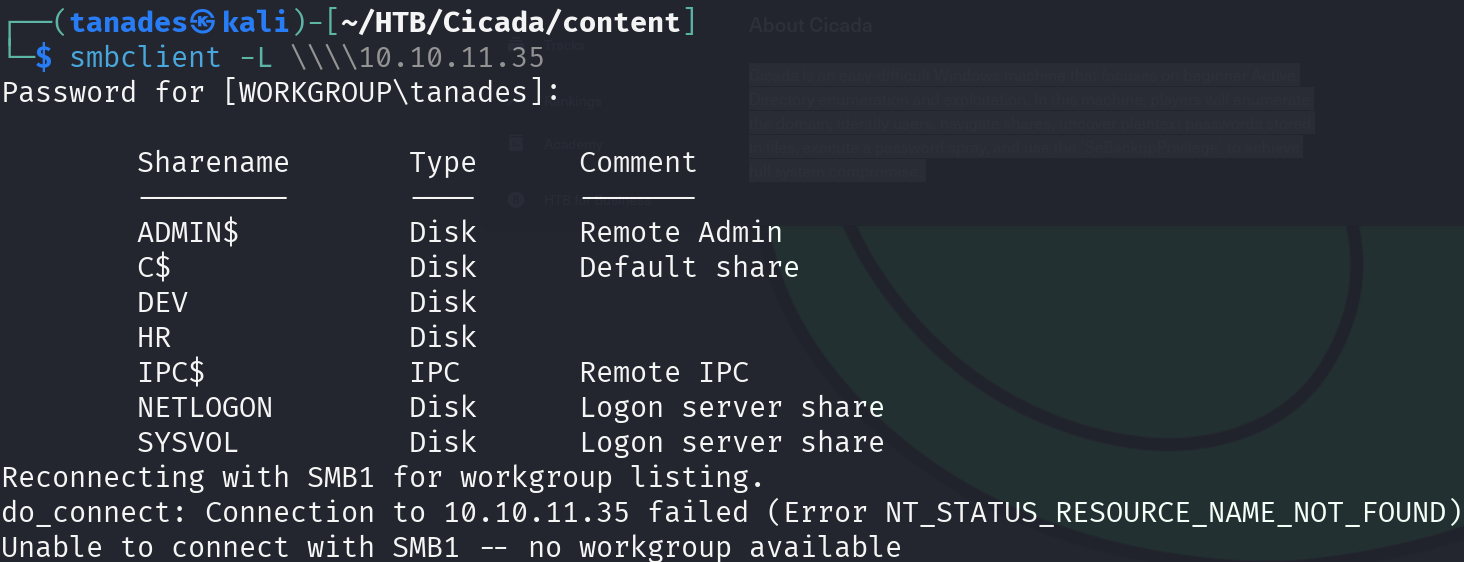 ┌──(tanades㉿kali)-[~/HTB/Cicada/content]
└─$ smbclient -L \\\\10.10.11.35
Password for [WORKGROUP\tanades]:
Sharename Type Comment
--------- ---- -------
ADMIN$ Disk Remote Admin
C$ Disk Default share
DEV Disk
HR Disk
IPC$ IPC Remote IPC
NETLOGON Disk Logon server share
SYSVOL Disk Logon server share
Reconnecting with SMB1 for workgroup listing.
do_connect: Connection to 10.10.11.35 failed (Error NT_STATUS_RESOURCE_NAME_NOT_FOUND)
Unable to connect with SMB1 -- no workgroup available
About Cicada
Tracks
Rankings
Academy